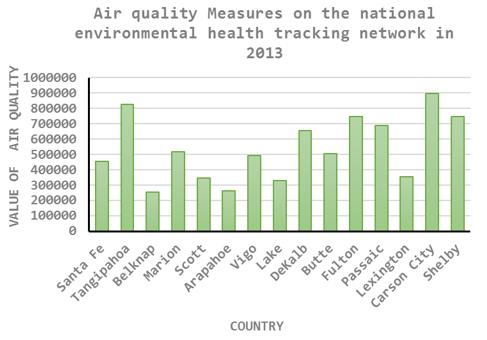 Air quality Measures on the national
environmental health tracking network in
2013
VALUE OF AIR QUALITY
1000000
900000
800000
700000
600000
500000
400000
300000
200000
100000
0
Santa Fe
Tangipahoa
Belknap
Marion
Scott
Arapahoe
Vigo
Lake
DeKalb
Butte
Fulton
Passaic
Lexington
Carson City
Shelby
COUNTRY